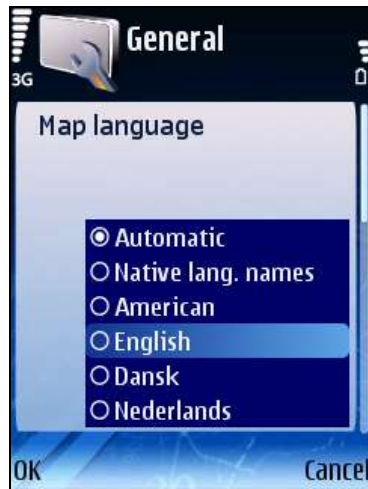 General
3G
Map language
Automatic
Native lang. names
American
English
Dansk
Nederlands
OK Cancel